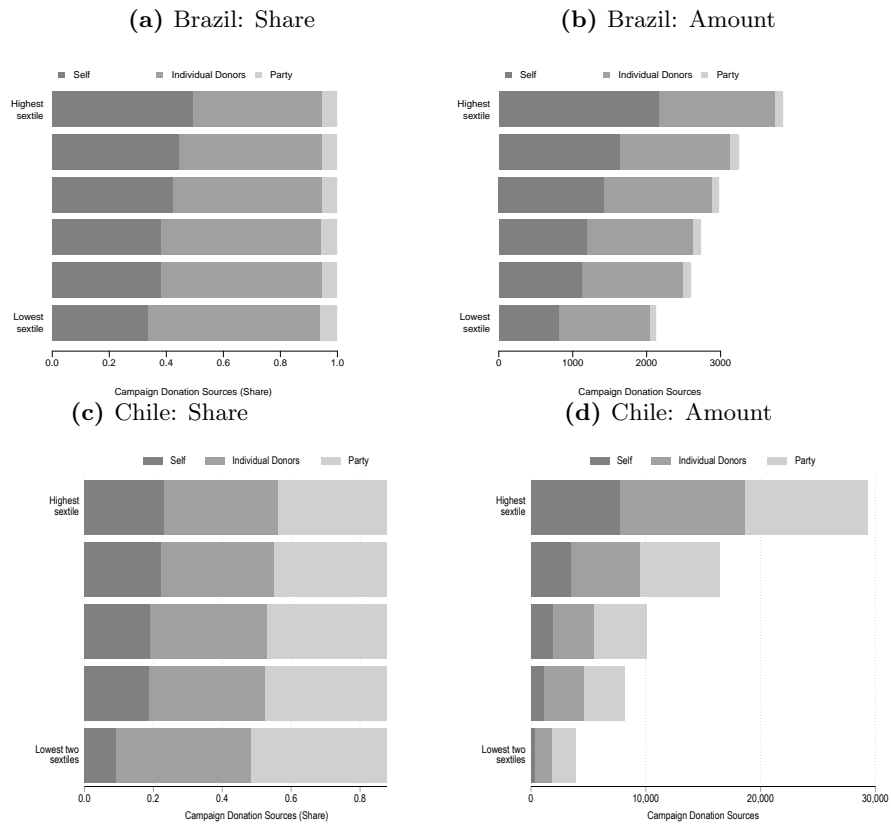 (a) Brazil: Share
Self Individual Donors Party
Highest
sextile
Lowest
sextile
0.0 0.2 0.4 0.6 0.8 1.0
Campaign Donation Sources (Share)
(b) Brazil: Amount
Self Individual Donors Party
Highest
sextile
Lowest
sextile
0 1000 2000 3000
Campaign Donation Sources
(c) Chile: Share
Self Individual Donors Party
Highest
sextile
Lowest two
sextiles
0.0 0.2 0.4 0.6 0.8
Campaign Donation Sources (Share)
(d) Chile: Amount
Self Individual Donors Party
Highest
sextile
Lowest two
sextiles
0 10,000 20,000 30,000
Campaign Donation Sources